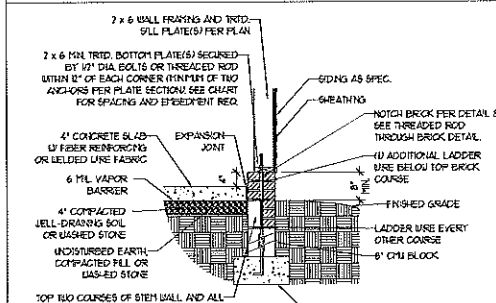 2 x 6 WALL FRAMING AND TRTD.
SILL PLATE(S) PER PLAN
2 x 6 MIN. TRTD. BOTTOM PLATE(S) SECURED
BY 1/2" DIA. BOLTS OR THREADED ROD
WITHIN 12" OF EACH CORNER (MINIMUM OF TWO
ANCHORS PER PLATE SECTION). SEE CHART
FOR SPACING AND EMBEDMENT REQ.
4" CONCRETE SLAB
W/ FIBER REINFORCING
OR WELDED WIRE FABRIC
EXPANSION
JOINT
6 MIL VAPOR
BARRIER
4" COMPACTED
WELL-DRAINING SOIL
OR WASHED STONE
UNDISTURBED EARTH,
COMPACTED FILL OR
WASHED STONE
TOP TWO COURSES OF STEM WALL AND ALL
SIDING AS SPEC.
SHEATHING
NOTCH BRICK PER DETAIL
SEE THREADED ROD
THROUGH BRICK DETAIL.
(1) ADDITIONAL LADDER
WIRE BELOW TOP BRICK
COURSE
4"
8"
MIN.
FINISHED GRADE
LADDER WIRE EVERY
OTHER COURSE
8" CMU BLOCK